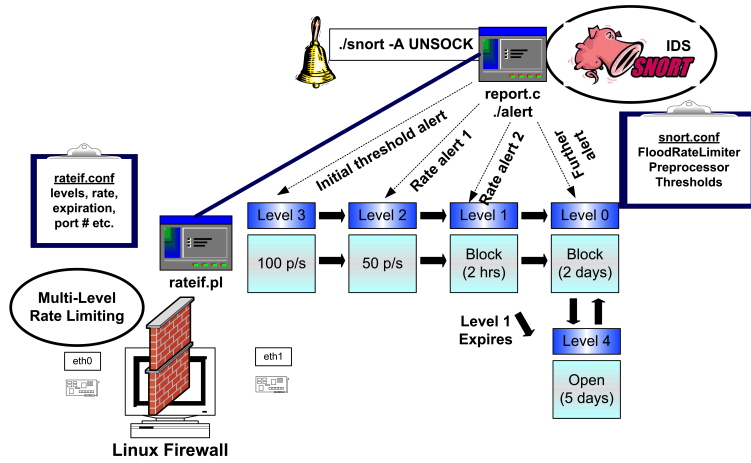 ./snort -A UNSOCK
IDS
SNORT
report.c
./alert
snort.conf
FloodRateLimiter
Preprocessor
Thresholds
Initial threshold alert
Rate alert 1
Rate alert 2
Further
alert
rateif.conf
levels, rate,
expiration,
port # etc.
rateif.pl
Level 3
Level 2
Level 1
Level 0
100 p/s
50 p/s
Block
(2 hrs)
Block
(2 days)
Multi-Level
Rate Limiting
Level 1
Expires
Level 4
Open
(5 days)
eth0
eth1
Linux Firewall